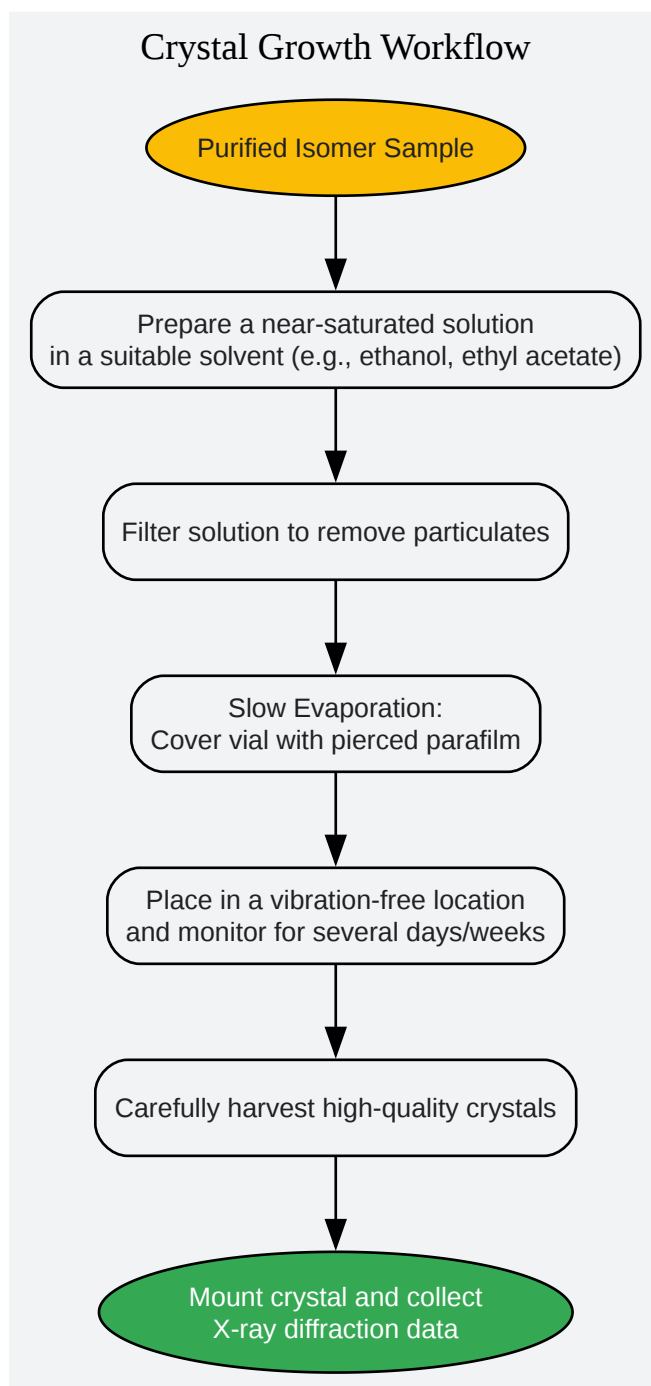 Crystal Growth Workflow
Purified Isomer Sample
Prepare a near-saturated solution
in a suitable solvent (e.g., ethanol, ethyl acetate)
Filter solution to remove particulates
Slow Evaporation:
Cover vial with pierced parafilm
Place in a vibration-free location
and monitor for several days/weeks
Carefully harvest high-quality crystals
Mount crystal and collect
X-ray diffraction data